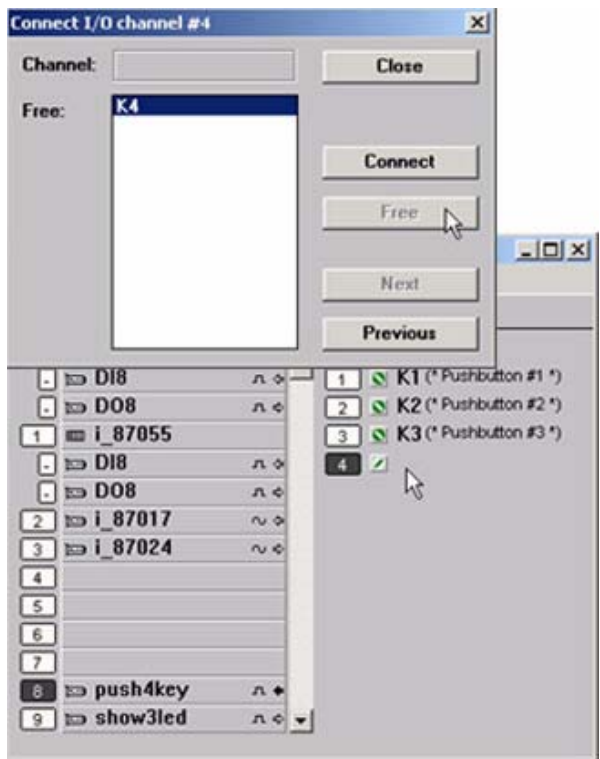 Connect I/O channel #4
Channel:
Close
Free:
K4
Connect
Free
Next
Previous
. DI8
. DO8
1 i_87055
. DI8
. DO8
2 i_87017
3 i_87024
4
5
6
7
8 push4key
9 show3led
1 K1 (* Pushbutton #1 *)
2 K2 (* Pushbutton #2 *)
3 K3 (* Pushbutton #3 *)
4